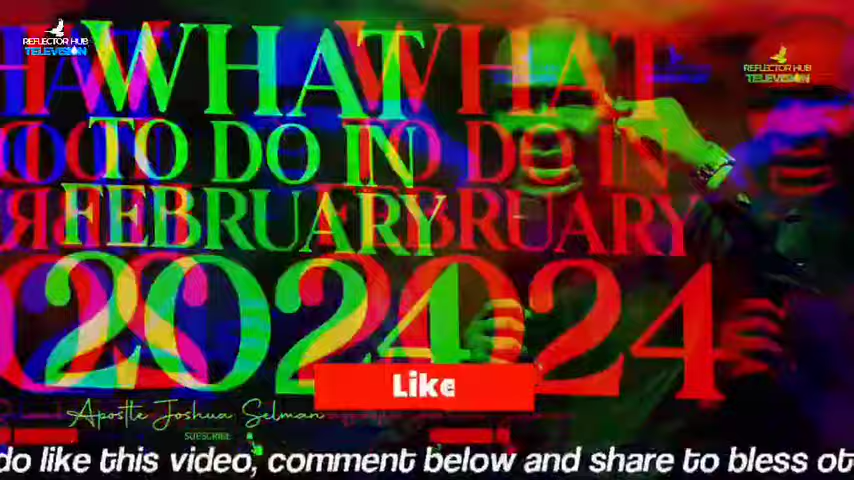 REFLECTOR HUB
TELEVISION
REFLECTOR HUB
TELEVISION
WHAT
TO DO IN
FEBRUARY
2024
Like
Apostle Joshua Selman
SUBSCRIBE
do like this video, comment below and share to bless ot